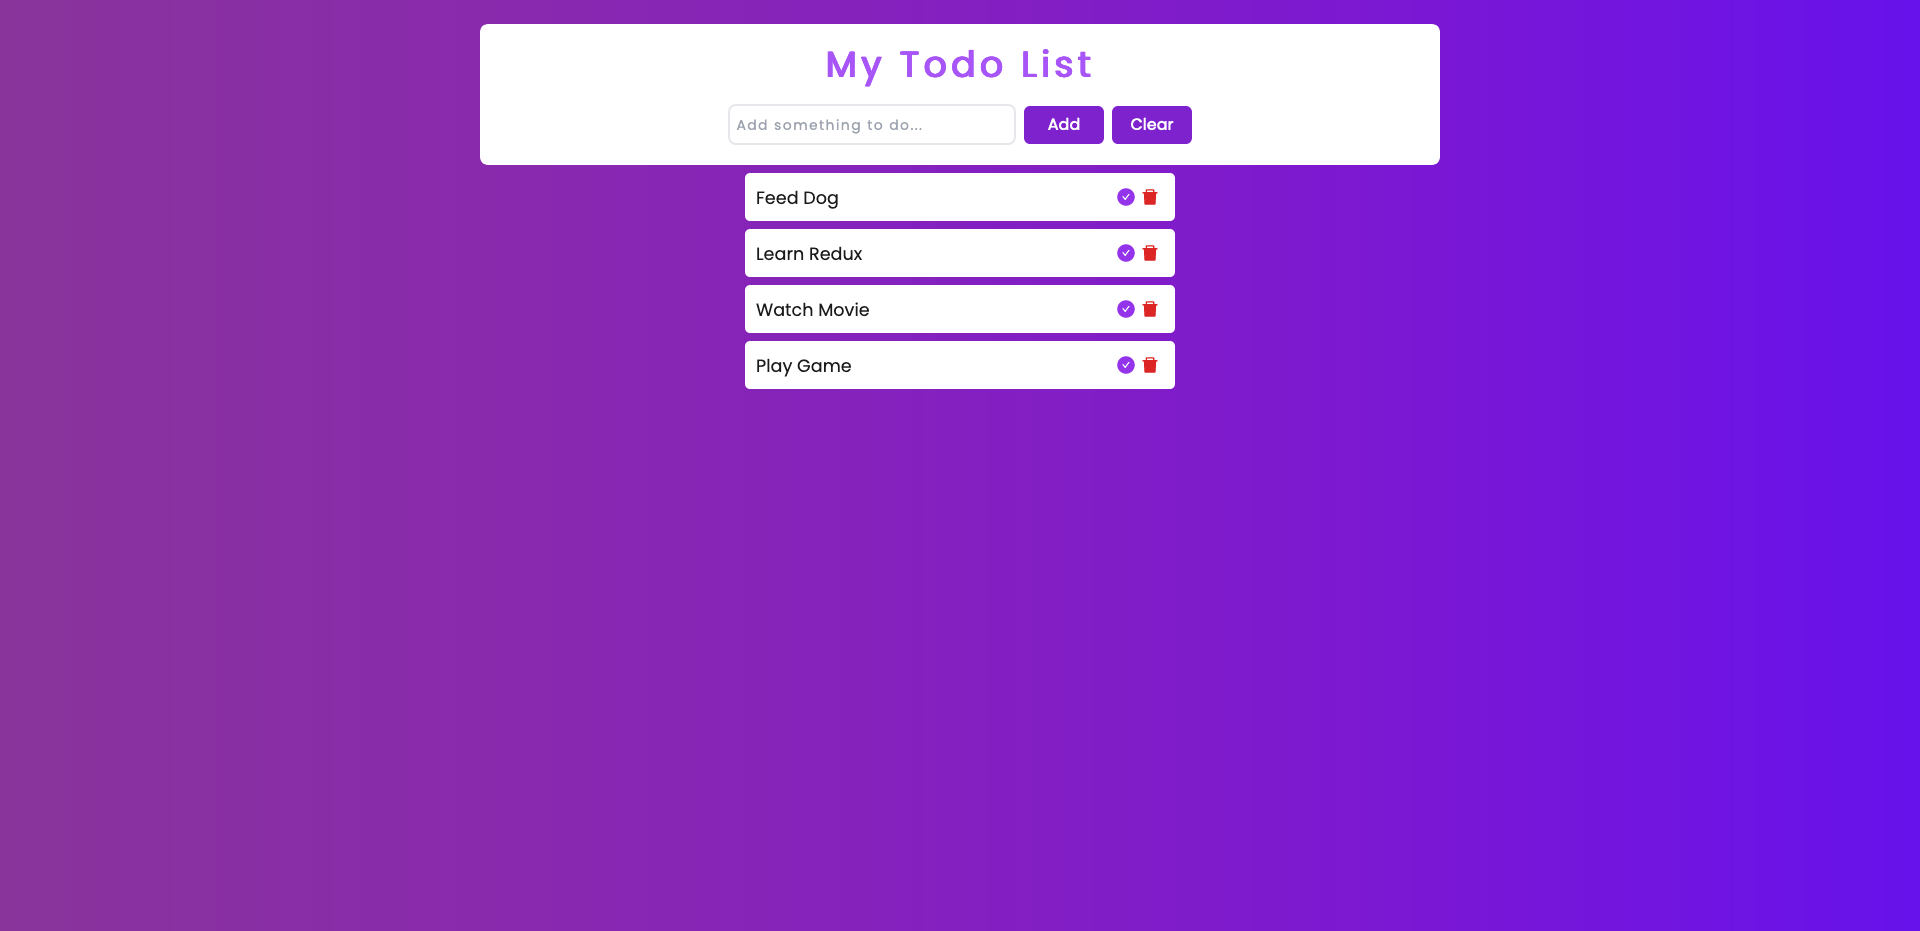 My Todo List
Add something to do...
Add
Clear
Feed Dog
Learn Redux
Watch Movie
Play Game